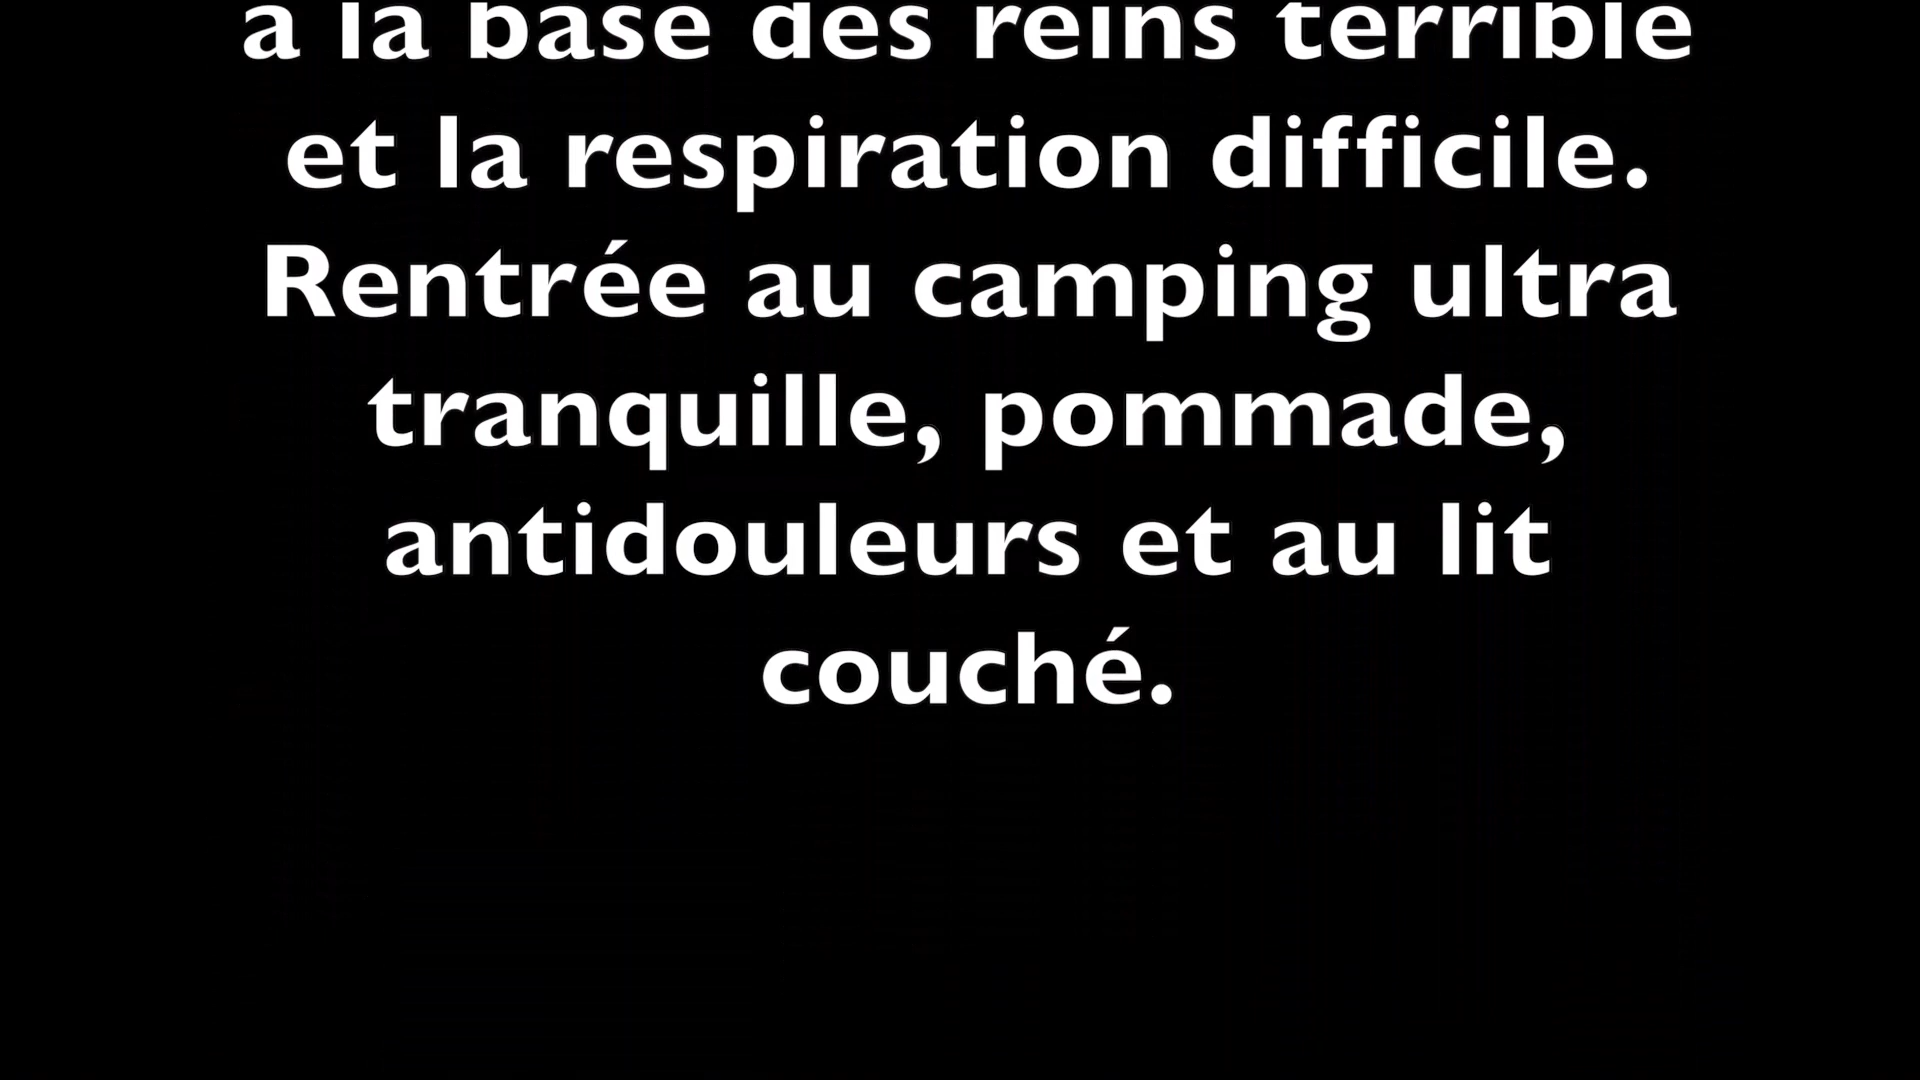 à la base des reins terrible
et la respiration difficile.
Rentrée au camping ultra
tranquille, pommade,
antidouleurs et au lit
couché.